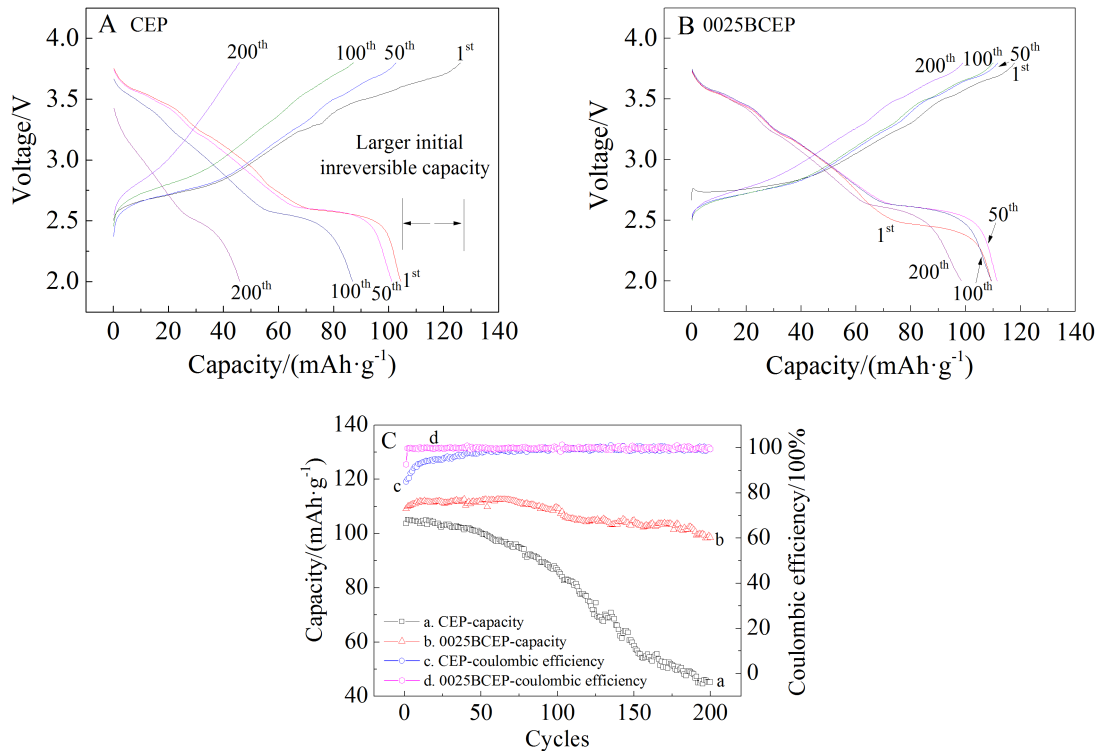 A CEP
4.0
3.5
3.0
2.5
2.0
Voltage/V
200th
100th
50th
1st
Larger initial
irreversible capacity
200th
100th
50th
1st
0 20 40 60 80 100 120 140
Capacity/(mAh·g-1)
B 0025BCEP
4.0
3.5
3.0
2.5
2.0
Voltage/V
200th
100th
50th
1st
50th
1st
200th
100th
0 20 40 60 80 100 120 140
Capacity/(mAh·g-1)
C
140
120
100
80
60
40
Capacity/(mAh·g-1)
d
c
b
a
a. CEP-capacity
b. 0025BCEP-capacity
c. CEP-coulombic efficiency
d. 0025BCEP-coulombic efficiency
100
80
60
40
20
0
Coulombic efficiency/100%
0 50 100 150 200
Cycles